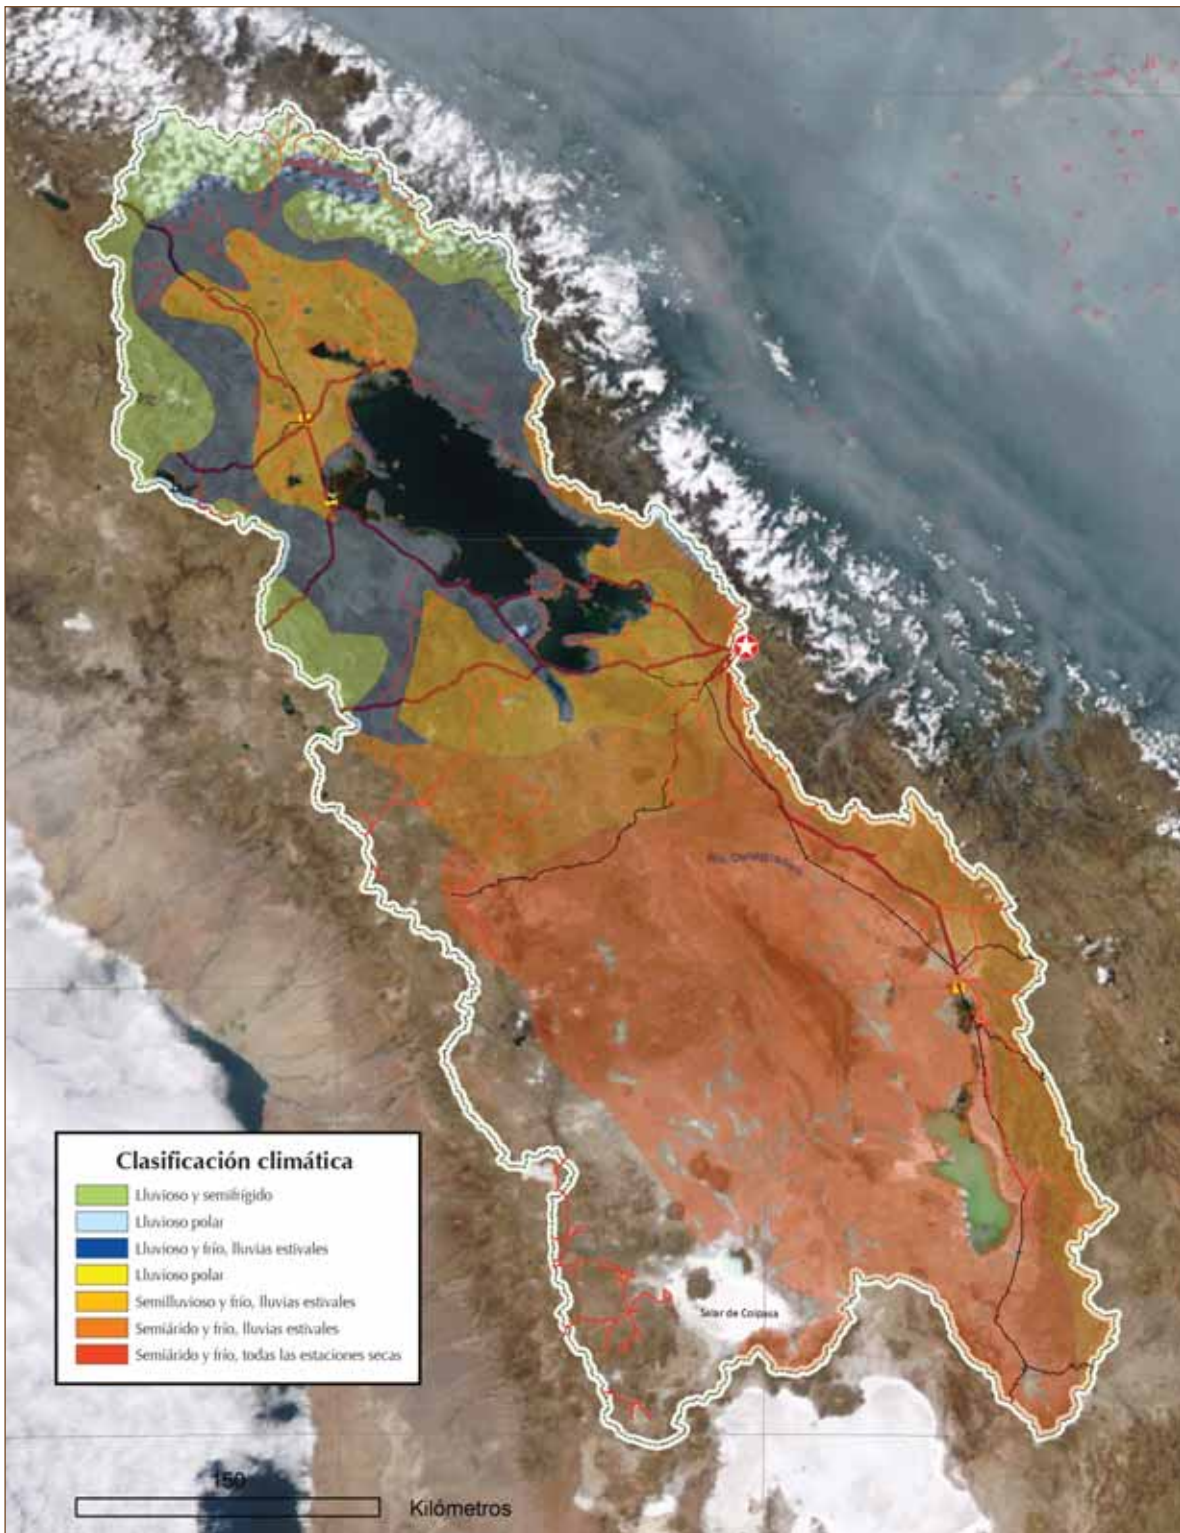 Clasificación climática
Lluvioso y semifrígido
Lluvioso polar
Lluvioso y frío, lluvias estivales
Lluvioso polar
Semilluvioso y frío, lluvias estivales
Semiárido y frío, lluvias estivales
Semiárido y frío, todas las estaciones secas
Salar de Coipasa
150
Kilómetros